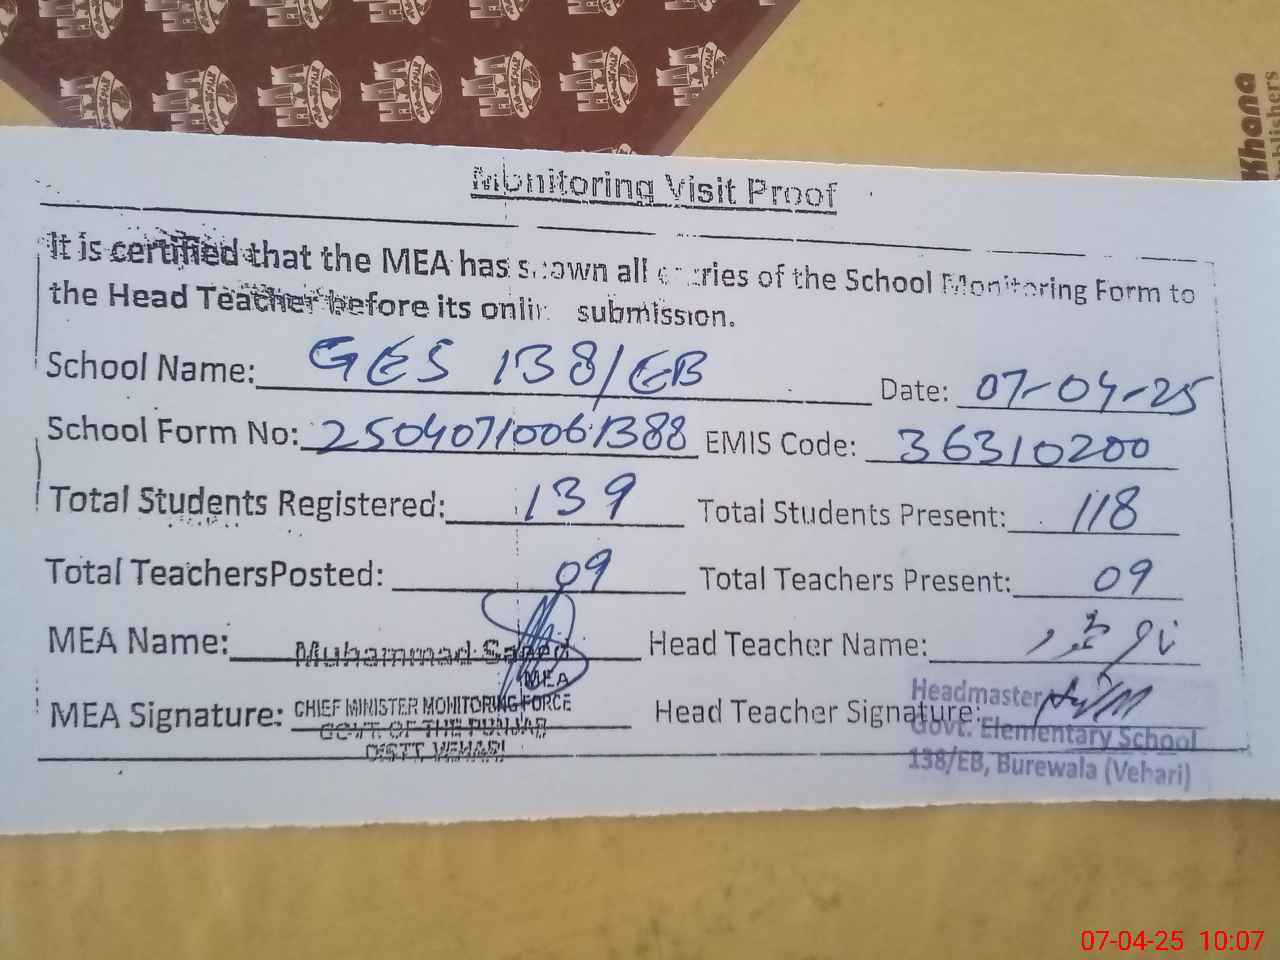 Khana
Publishers
Monitoring Visit Proof
It is certified that the MEA has shown all entries of the School Monitoring Form to
the Head Teacher before its online submission.
School Name: GES 138/EB Date: 07-04-25
School Form No: 25040710061388 EMIS Code: 36310200
Total Students Registered: 139 Total Students Present: 118
Total TeachersPosted: 09 Total Teachers Present: 09
MEA Name: Muhammad Saeed Head Teacher Name:
MEA
MEA Signature: CHIEF MINISTER MONITORING FORCE Head Teacher Signature:
GOVT. OF THE PUNJAB
DISTT. VEHARI
Headmaster
Govt. Elementary School
138/EB, Burewala (Vehari)
07-04-25 10:07